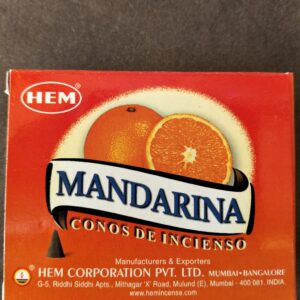 HEM
MANDARINA
CONOS DE INCIENSO
Manufacturers & Exporters
HEM CORPORATION PVT. LTD. MUMBAI•BANGALORE
G-5, Riddhi Siddhi Apts., Mithagar 'X' Road, Mulund (E), Mumbai - 400 081. INDIA
www.hemincense.com